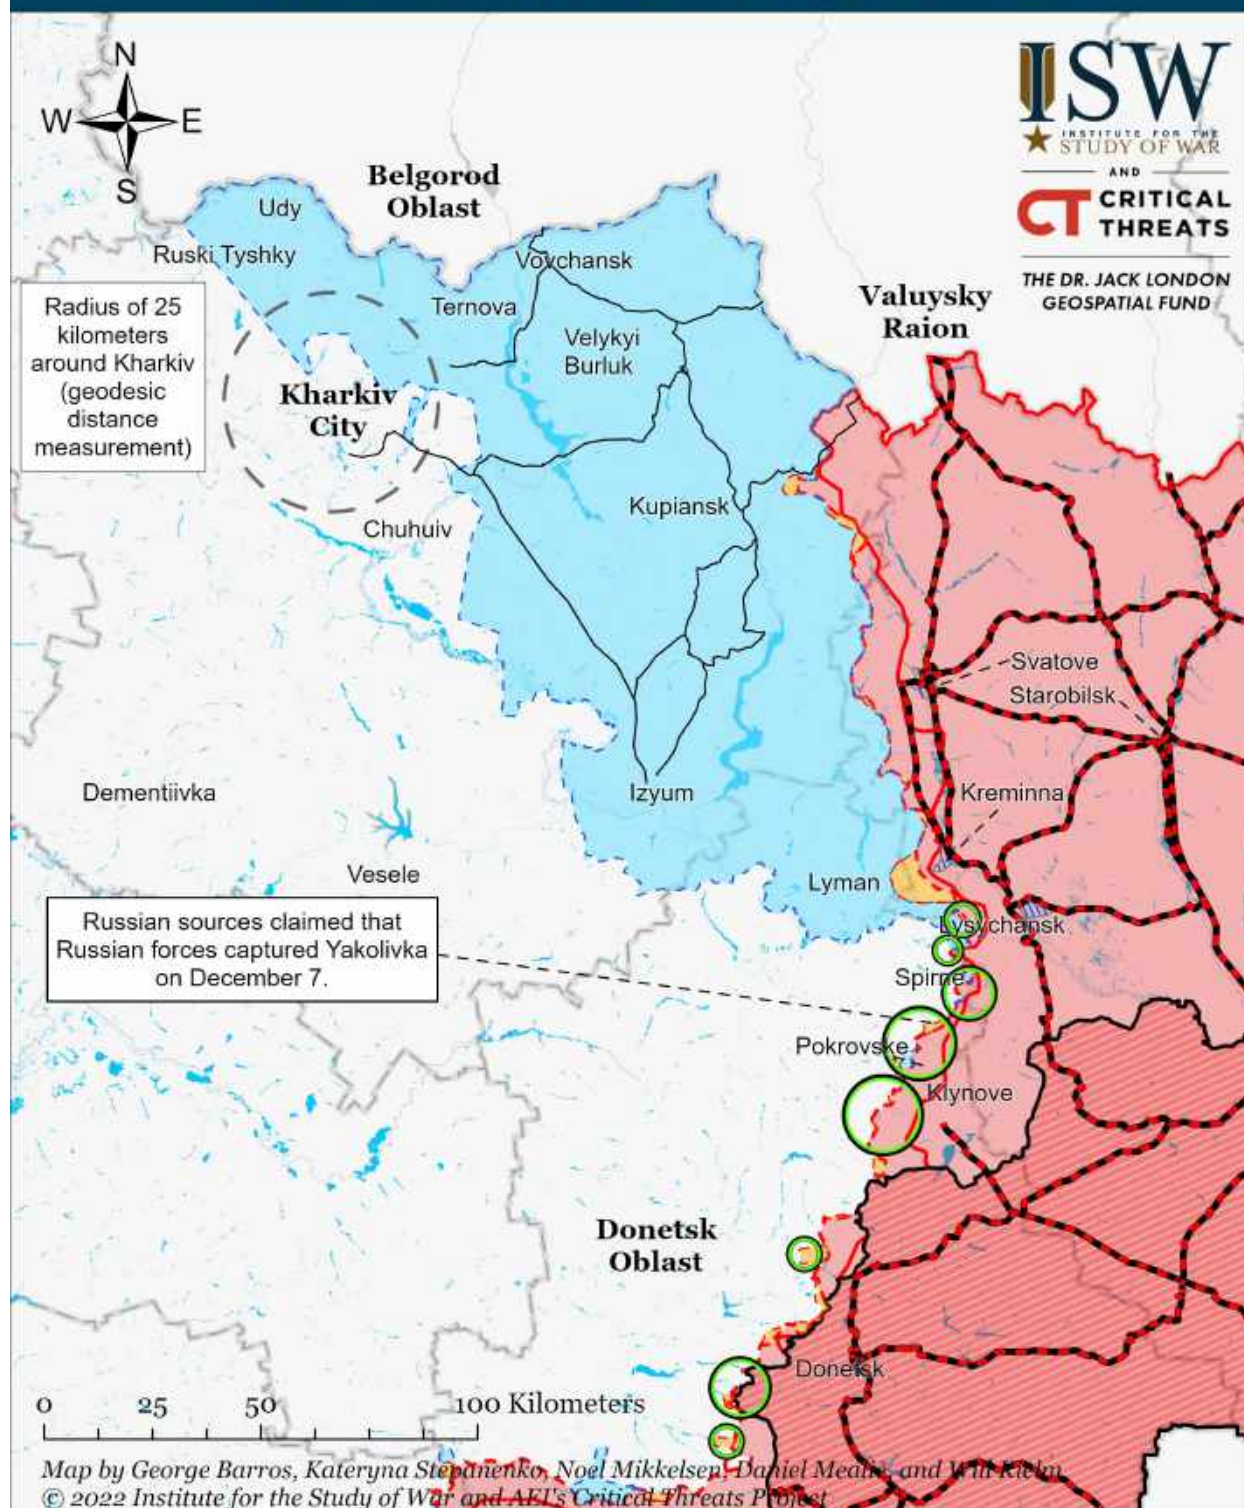 N
W
E
S
ISW
INSTITUTE FOR THE
STUDY OF WAR
AND
CT CRITICAL
THREATS
THE DR. JACK LONDON
GEOSPATIAL FUND
Belgorod
Oblast
Udy
Ruski Tyshky
Vovchansk
Ternova
Valuysky
Raion
Radius of 25
kilometers
around Kharkiv
(geodesic
distance
measurement)
Velykyi
Burluk
Kharkiv
City
Kupiansk
Chuhuiv
Svatove
Starobilsk
Dementiivka
Izyum
Kreminna
Vesele
Lyman
Russian sources claimed that
Russian forces captured Yakolivka
on December 7.
Lysychansk
Spirne
Pokrovske
Klynove
Donetsk
Oblast
Donetsk
0 25 50 100 Kilometers
Map by George Barros, Kateryna Stepanenko, Noel Mikkelsen, Daniel Mealie, and Will Kielm
© 2022 Institute for the Study of War and AEI's Critical Threats Project